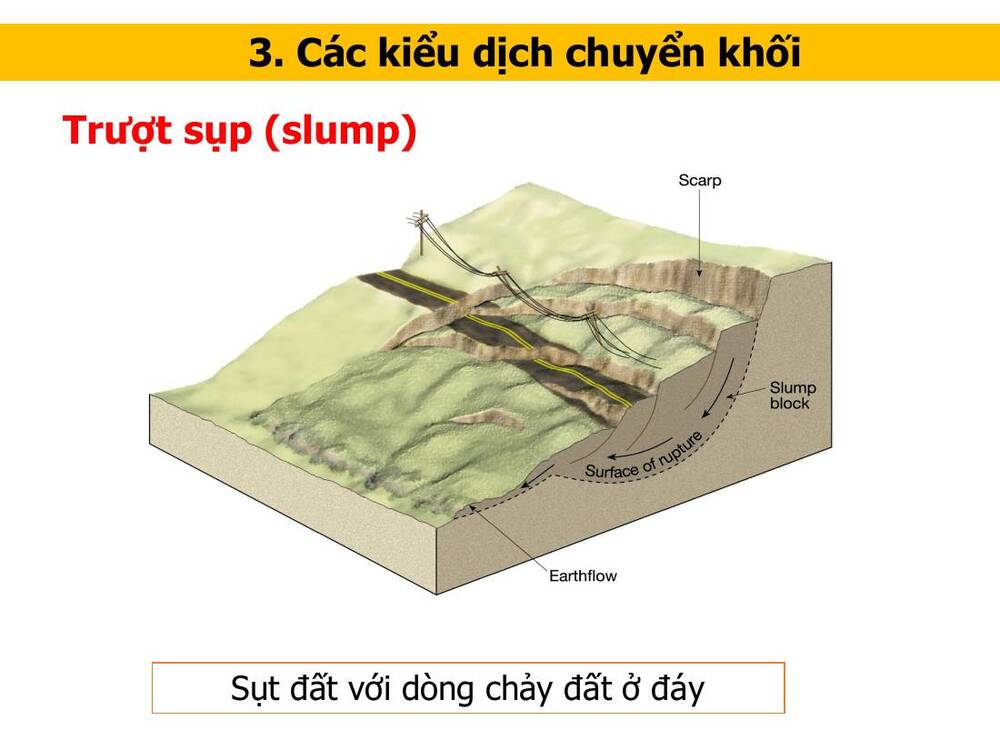 3. Các kiểu dịch chuyển khối
Trượt sụp (slump)
Scarp
Slump
block
Surface of rupture
Earthflow
Sụt đất với dòng chảy đất ở đáy